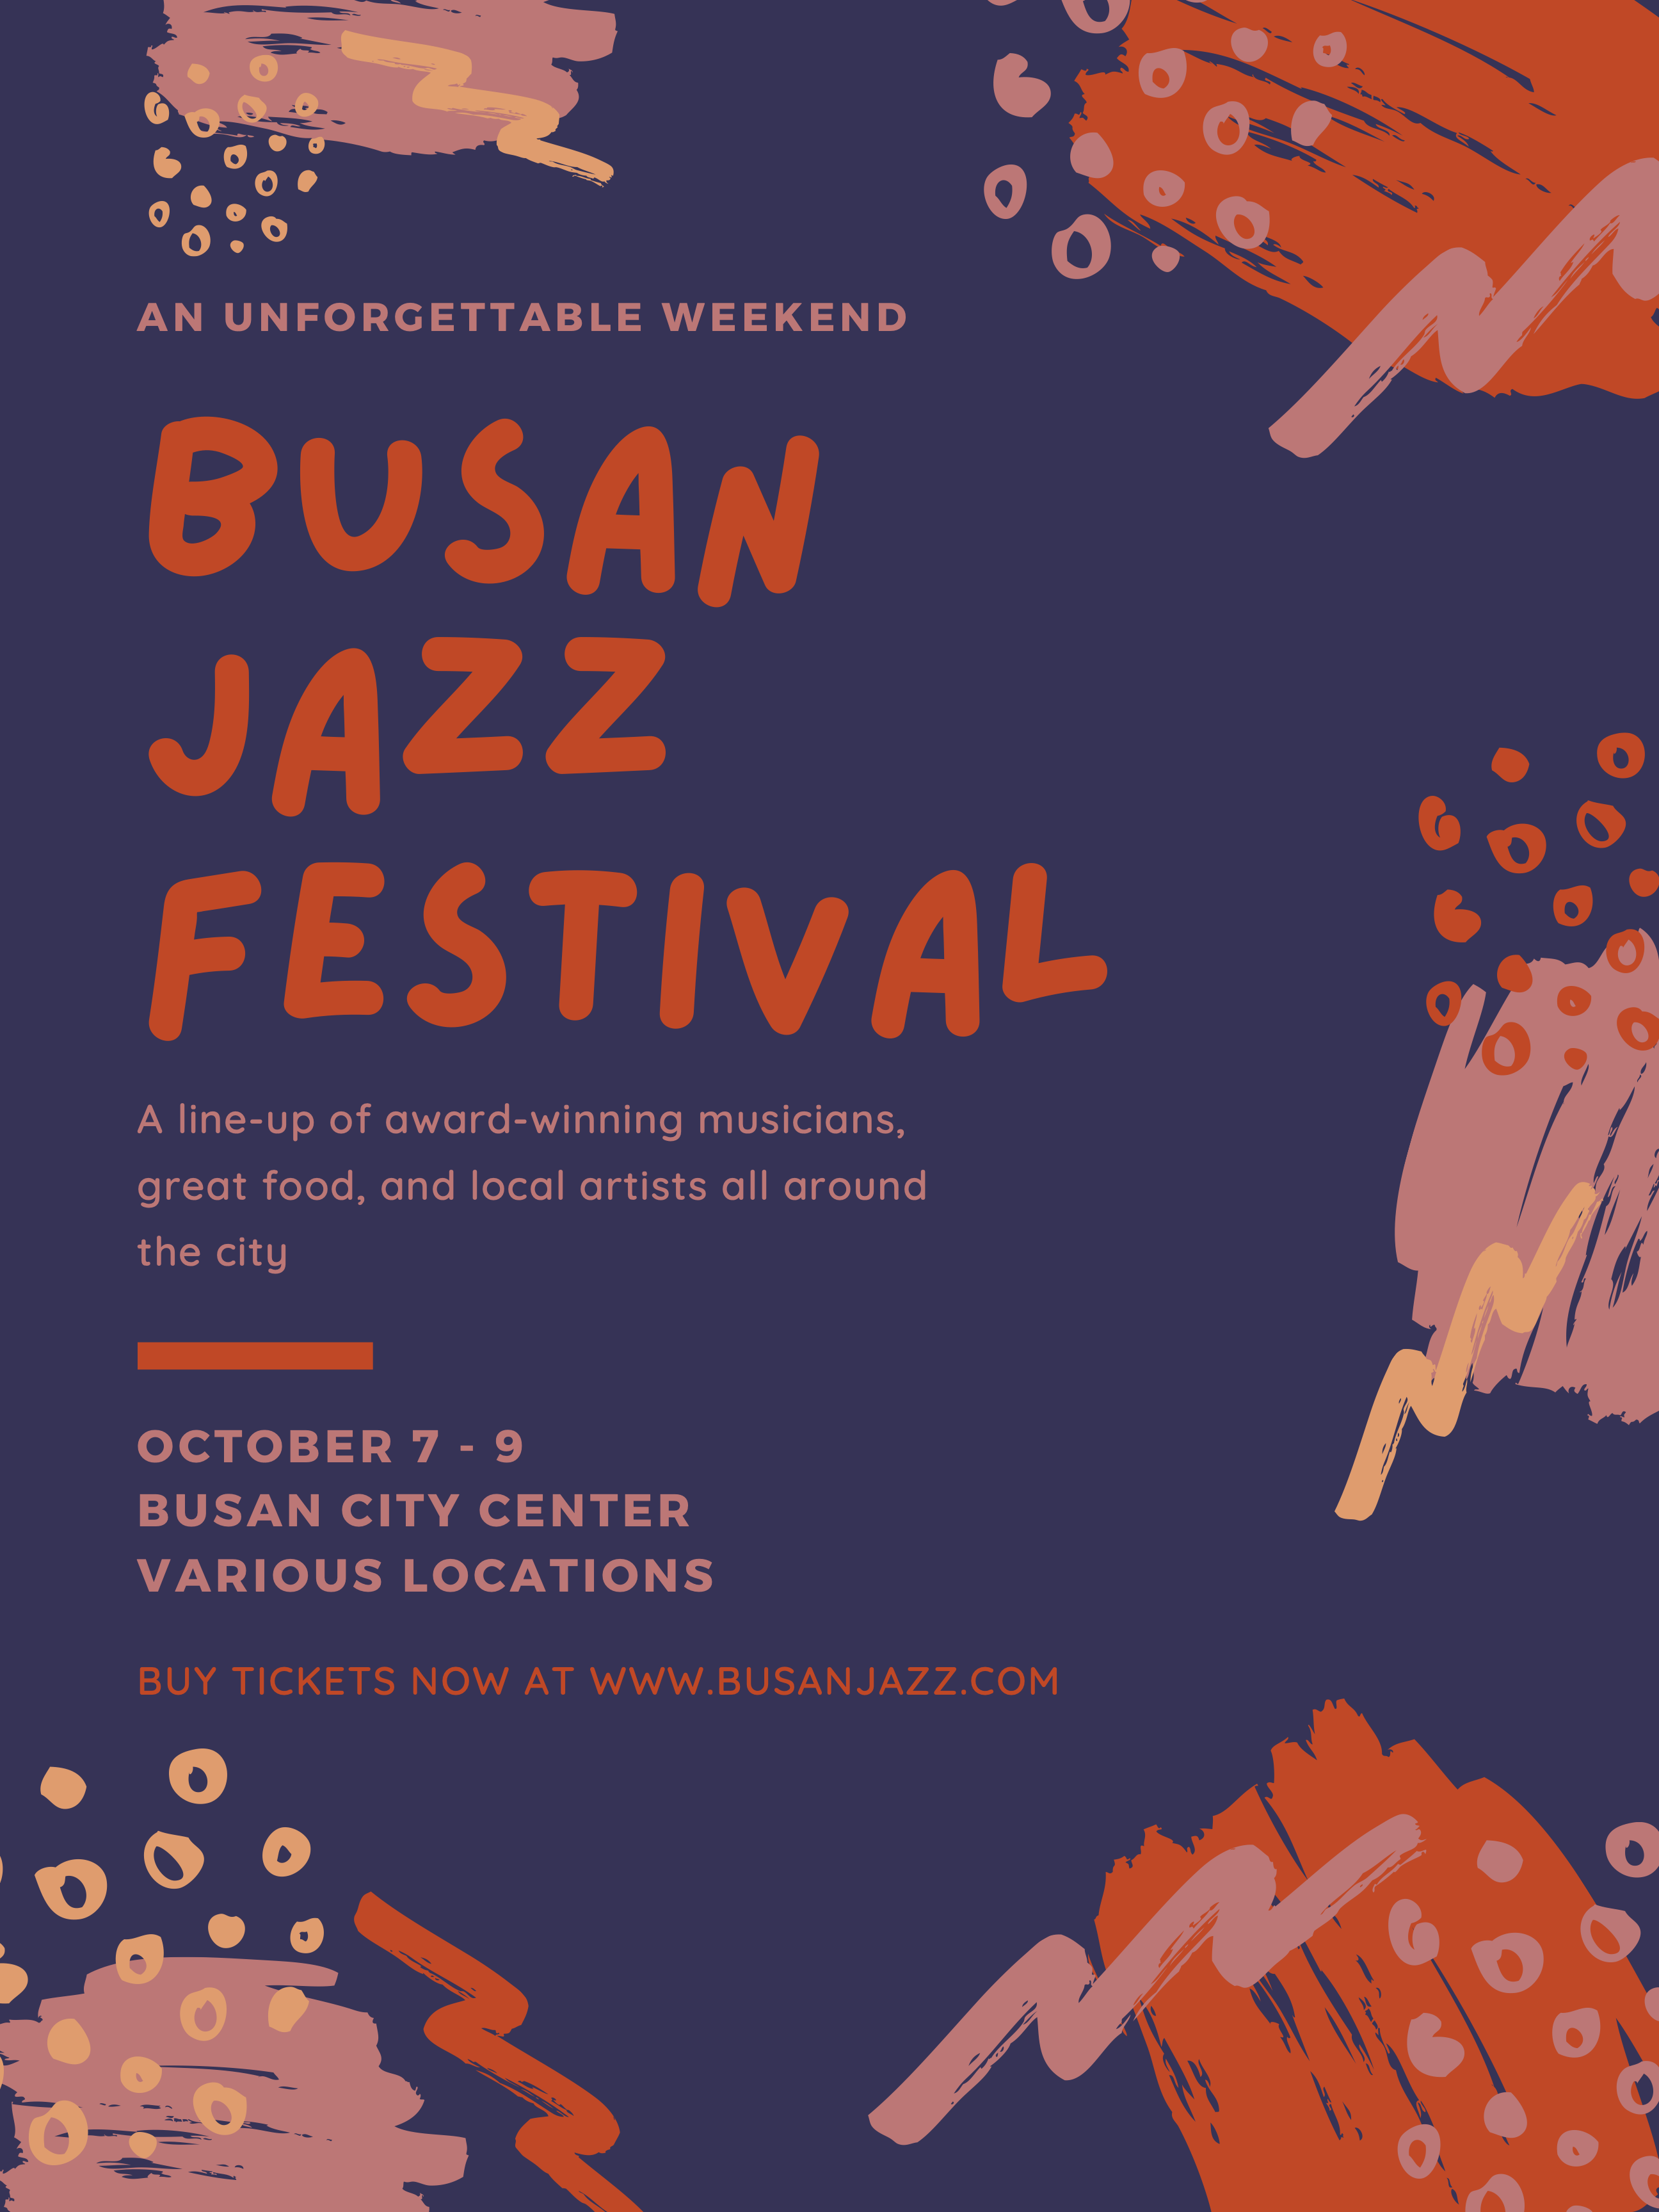 AN UNFORGETTABLE WEEKEND
BUSAN
JAZZ
FESTIVAL
A line-up of award-winning musicians,
great food, and local artists all around
the city
OCTOBER 7 - 9
BUSAN CITY CENTER
VARIOUS LOCATIONS
BUY TICKETS NOW AT WWW.BUSANJAZZ.COM